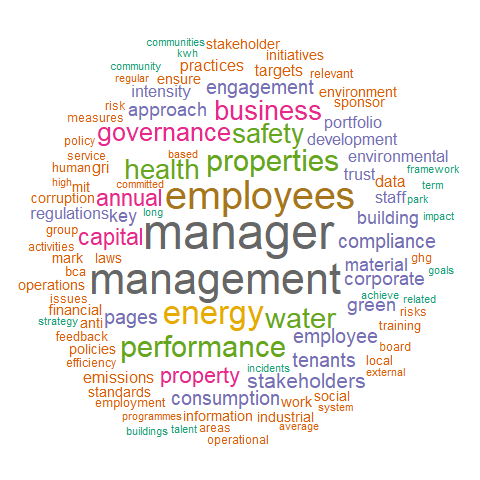 communities
stakeholder
kwh
initiatives
community
practices
targets
relevant
regular
ensure
engagement
intensity
environment
risk
approach
business
sponsor
measures
portfolio
governance
safety
policy
development
service
based
properties
environmental
human
gri
health
trust
framework
high
mit
committed
employees
data
term
corruption
annual
staff
park
regulations
key
long
manager
building
impact
group
capital
compliance
activities
mark
laws
material
ghg
bca
management
corporate
goals
operations
issues
achieve
related
financial
pages
energy
water
green
risks
strategy
anti
employee
training
feedback
performance
board
policies
tenants
local
efficiency
incidents
external
emissions
property
stakeholders
standards
consumption
work
social
employment
system
programmes
information
industrial
buildings
talent
areas
average
operational